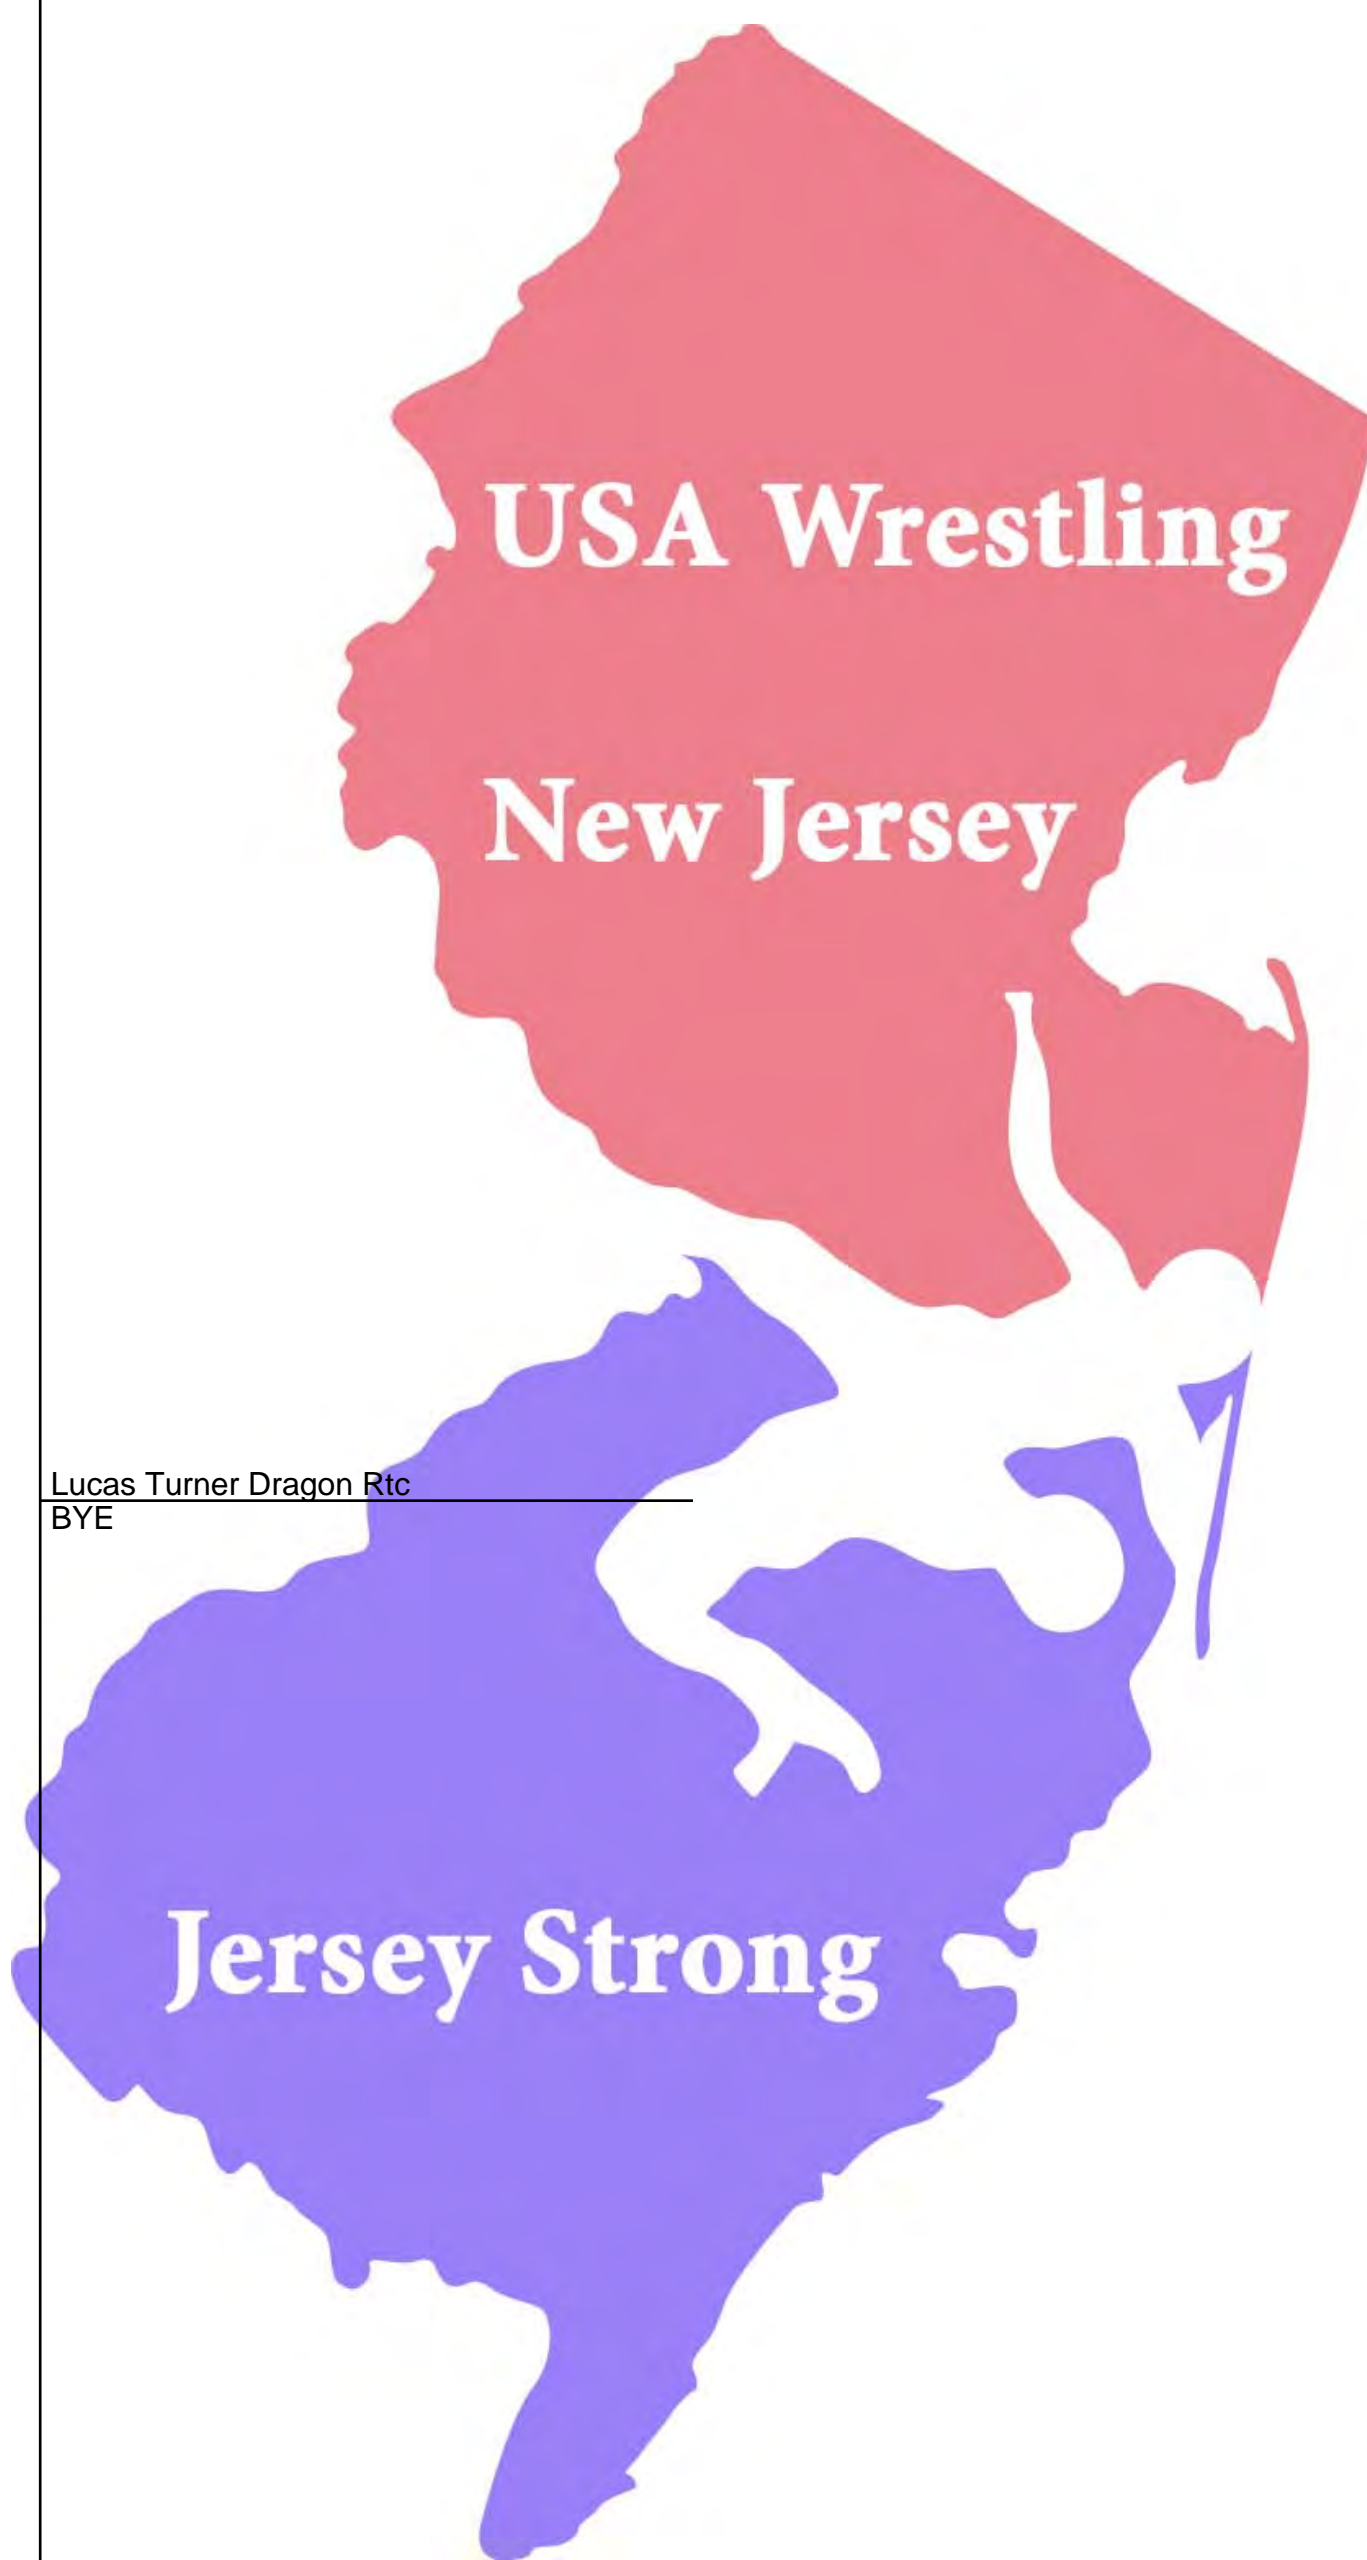 USA Wrestling
New Jersey
Lucas Turner Dragon Rtc
BYE
Jersey Strong